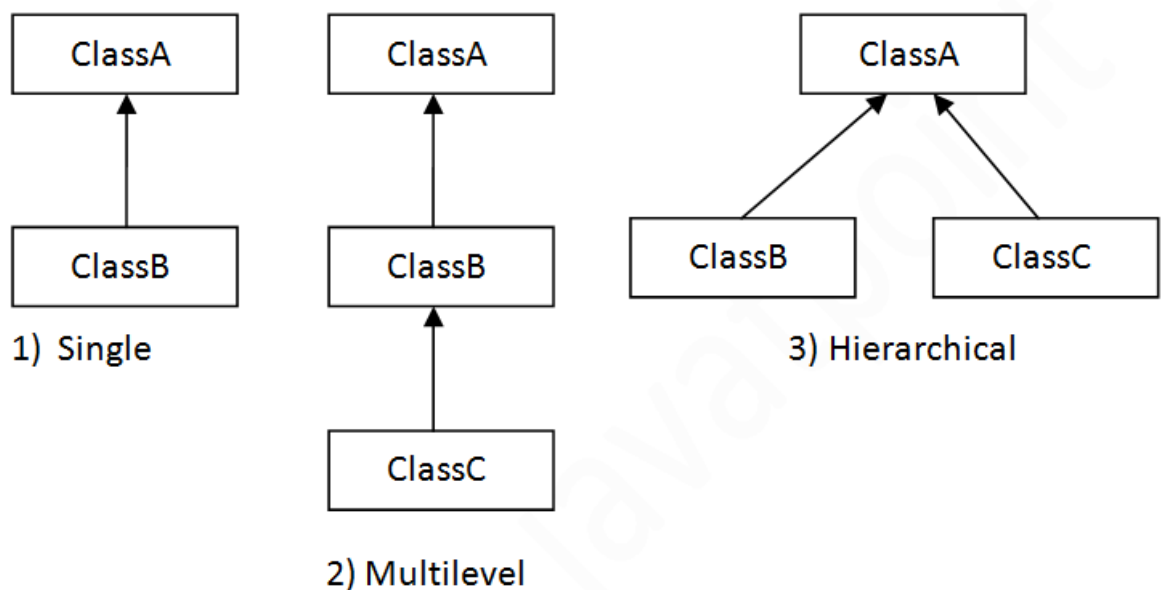 ClassA
ClassB
1) Single
ClassA
ClassB
ClassC
2) Multilevel
ClassA
ClassB
ClassC
3) Hierarchical